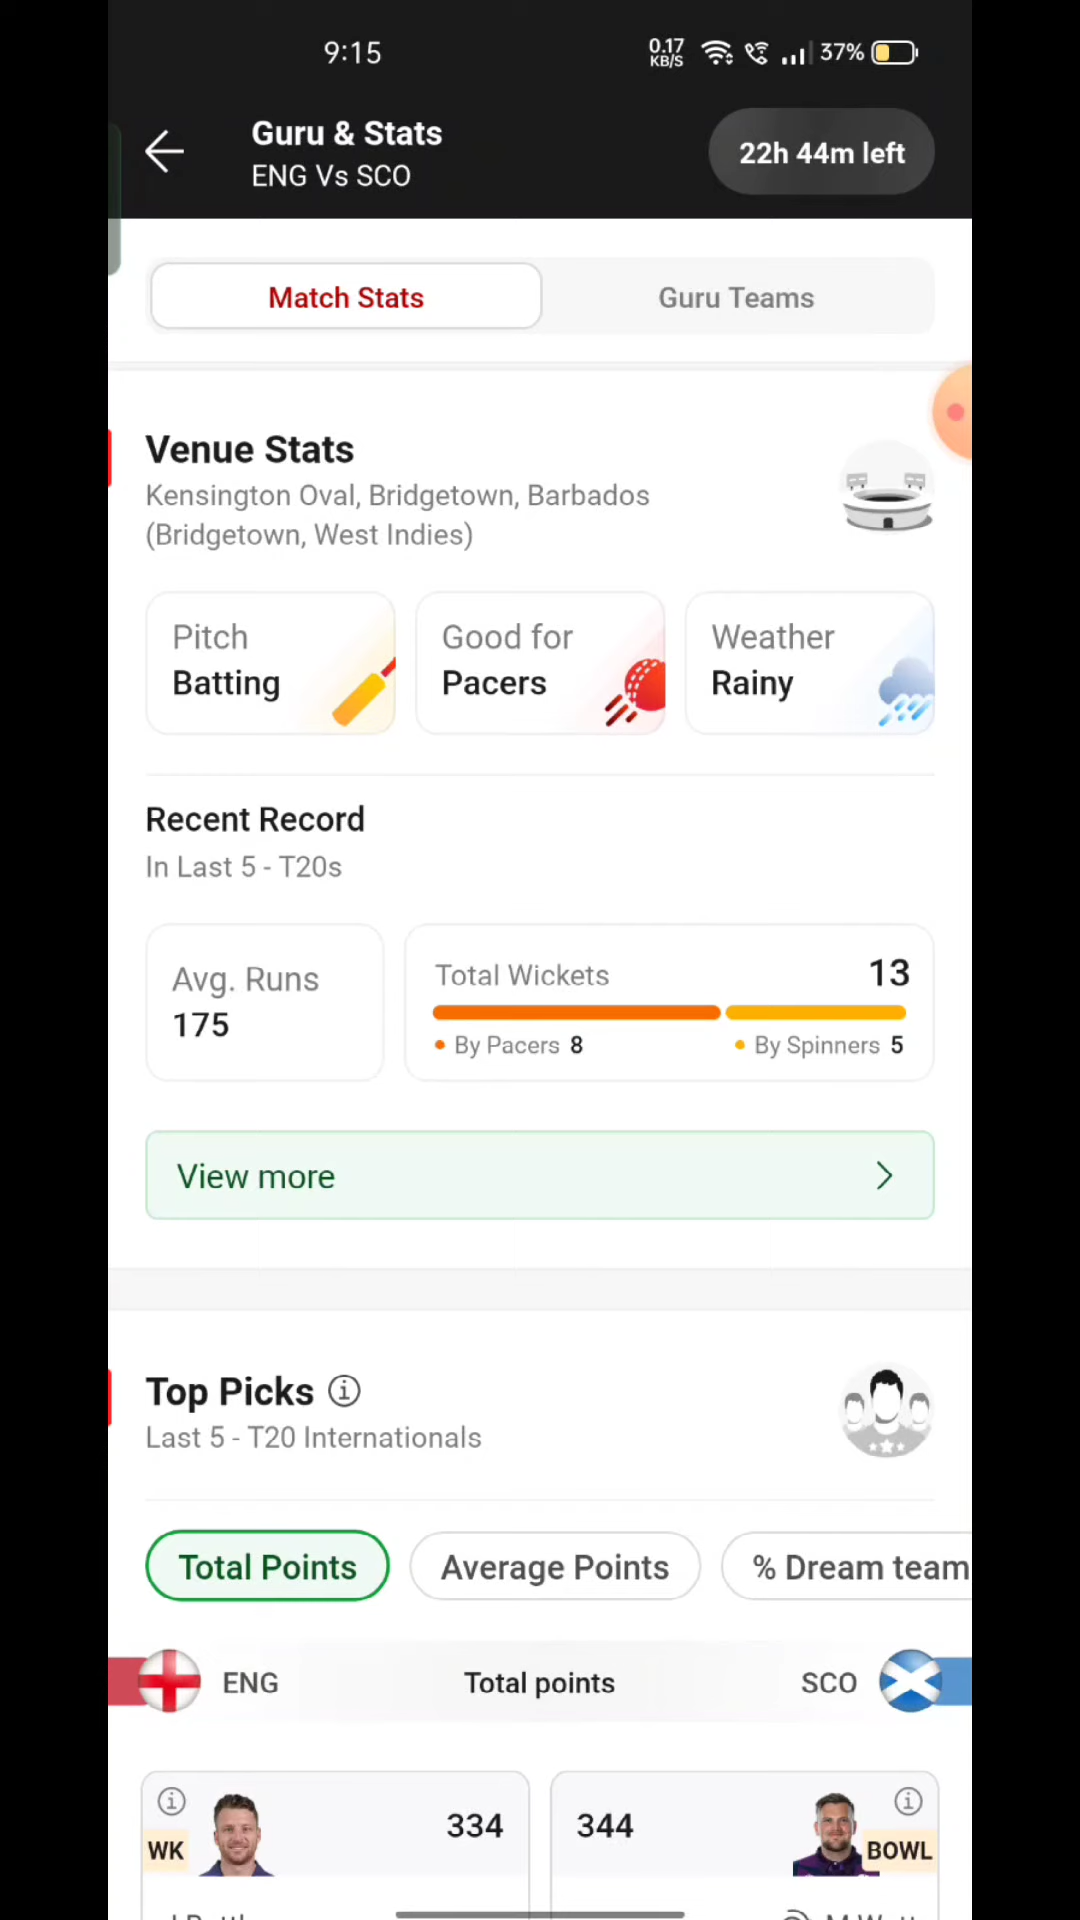 9:15
0.17
KB/S
37%
Guru & Stats
ENG Vs SCO
22h 44m left
Match Stats
Guru Teams
Venue Stats
Kensington Oval, Bridgetown, Barbados
(Bridgetown, West Indies)
Pitch
Batting
Good for
Pacers
Weather
Rainy
Recent Record
In Last 5 - T20s
Avg. Runs
175
Total Wickets
13
By Pacers 8
By Spinners 5
View more
Top Picks
Last 5 - T20 Internationals
Total Points
Average Points
% Dream team
ENG
Total points
SCO
WK
334
344
BOWL